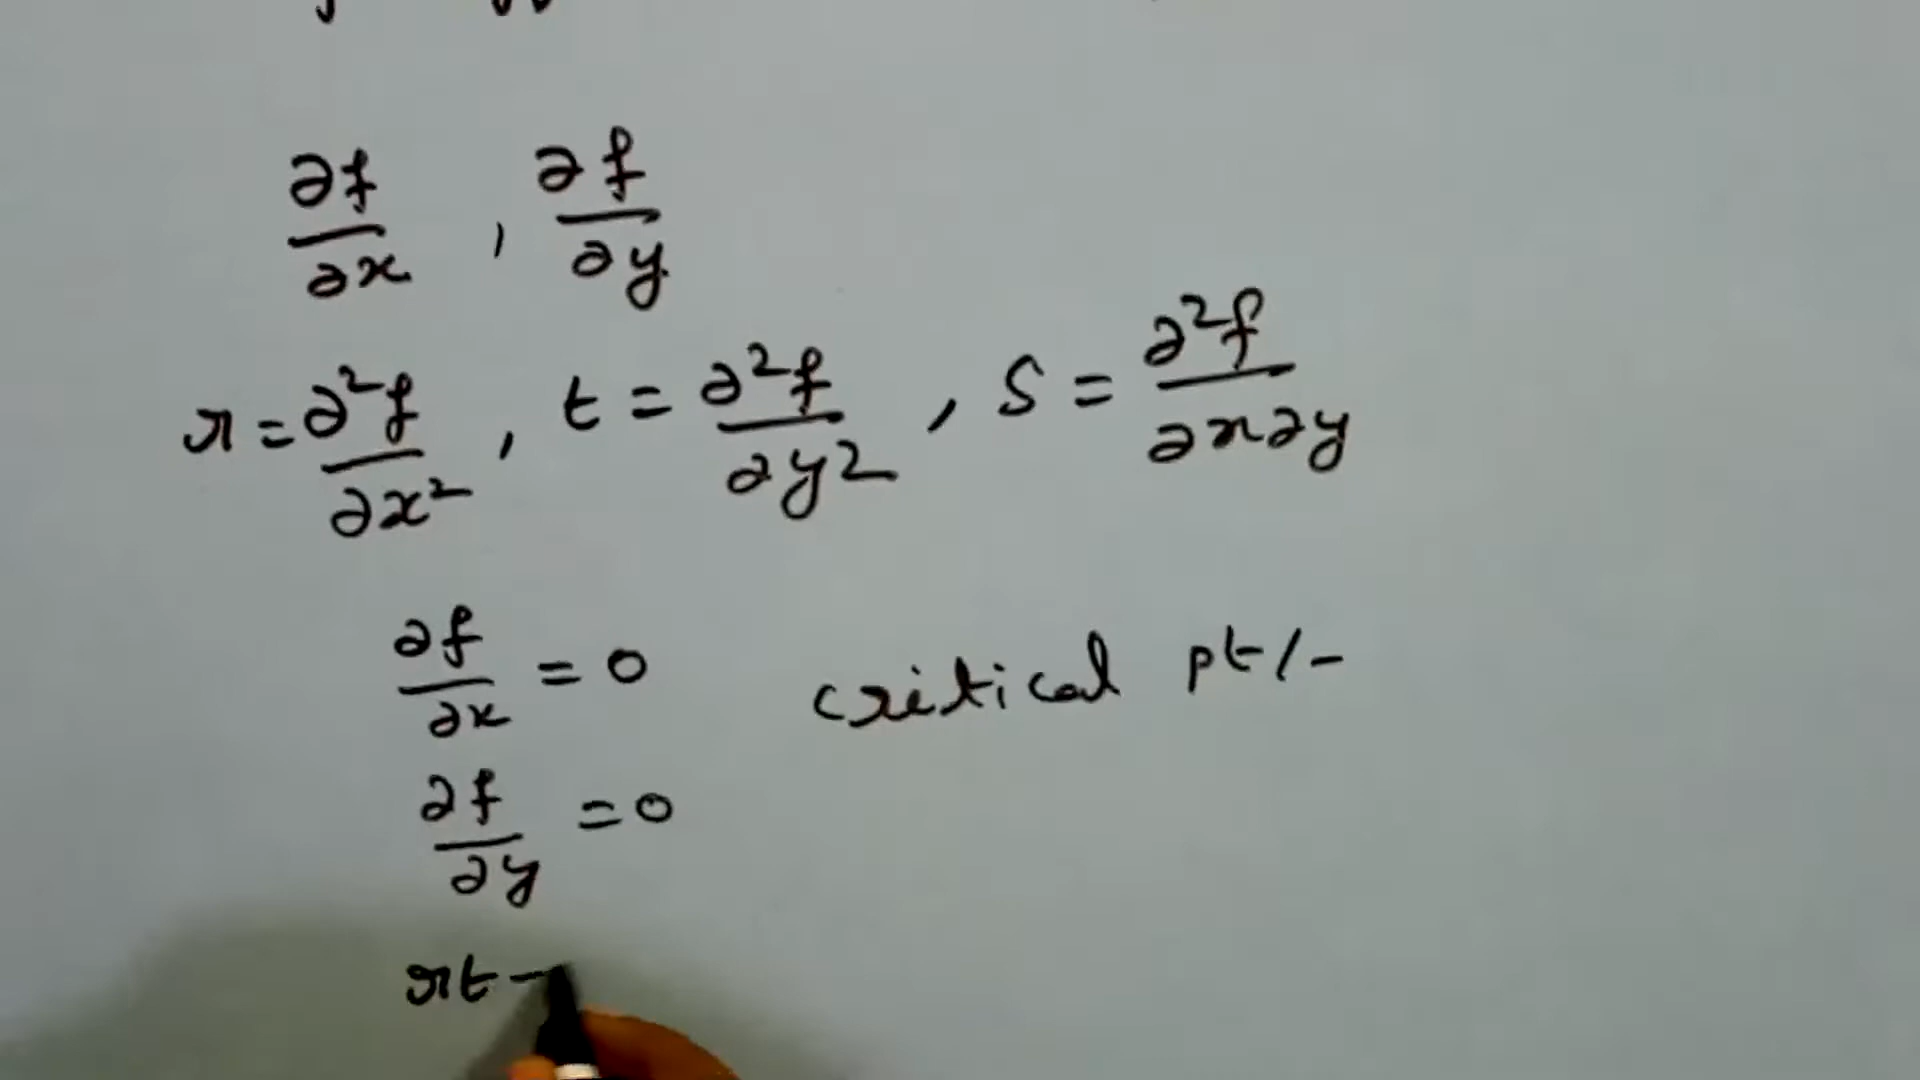 ∂f/∂x , ∂f/∂y
r = ∂²f/∂x² , t = ∂²f/∂y² , s = ∂²f/∂x∂y
∂f/∂x = 0 critical pt/-
∂f/∂y = 0
rt -